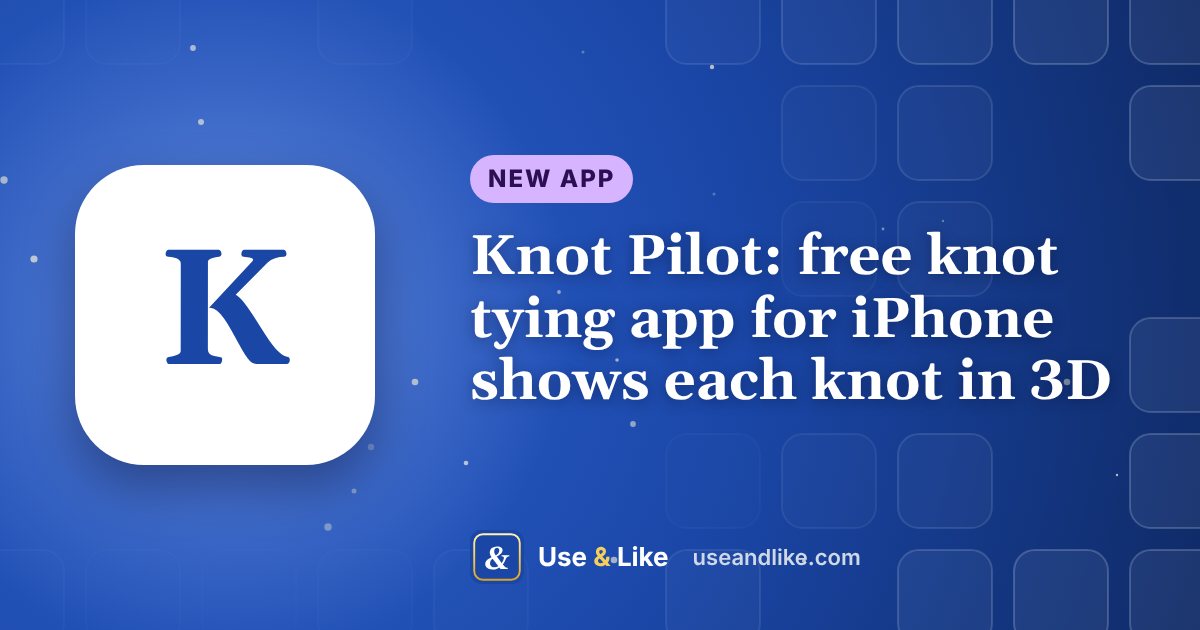 K
NEW APP
Knot Pilot: free knot
tying app for iPhone
shows each knot in 3D
& Use & Like useandlike.com